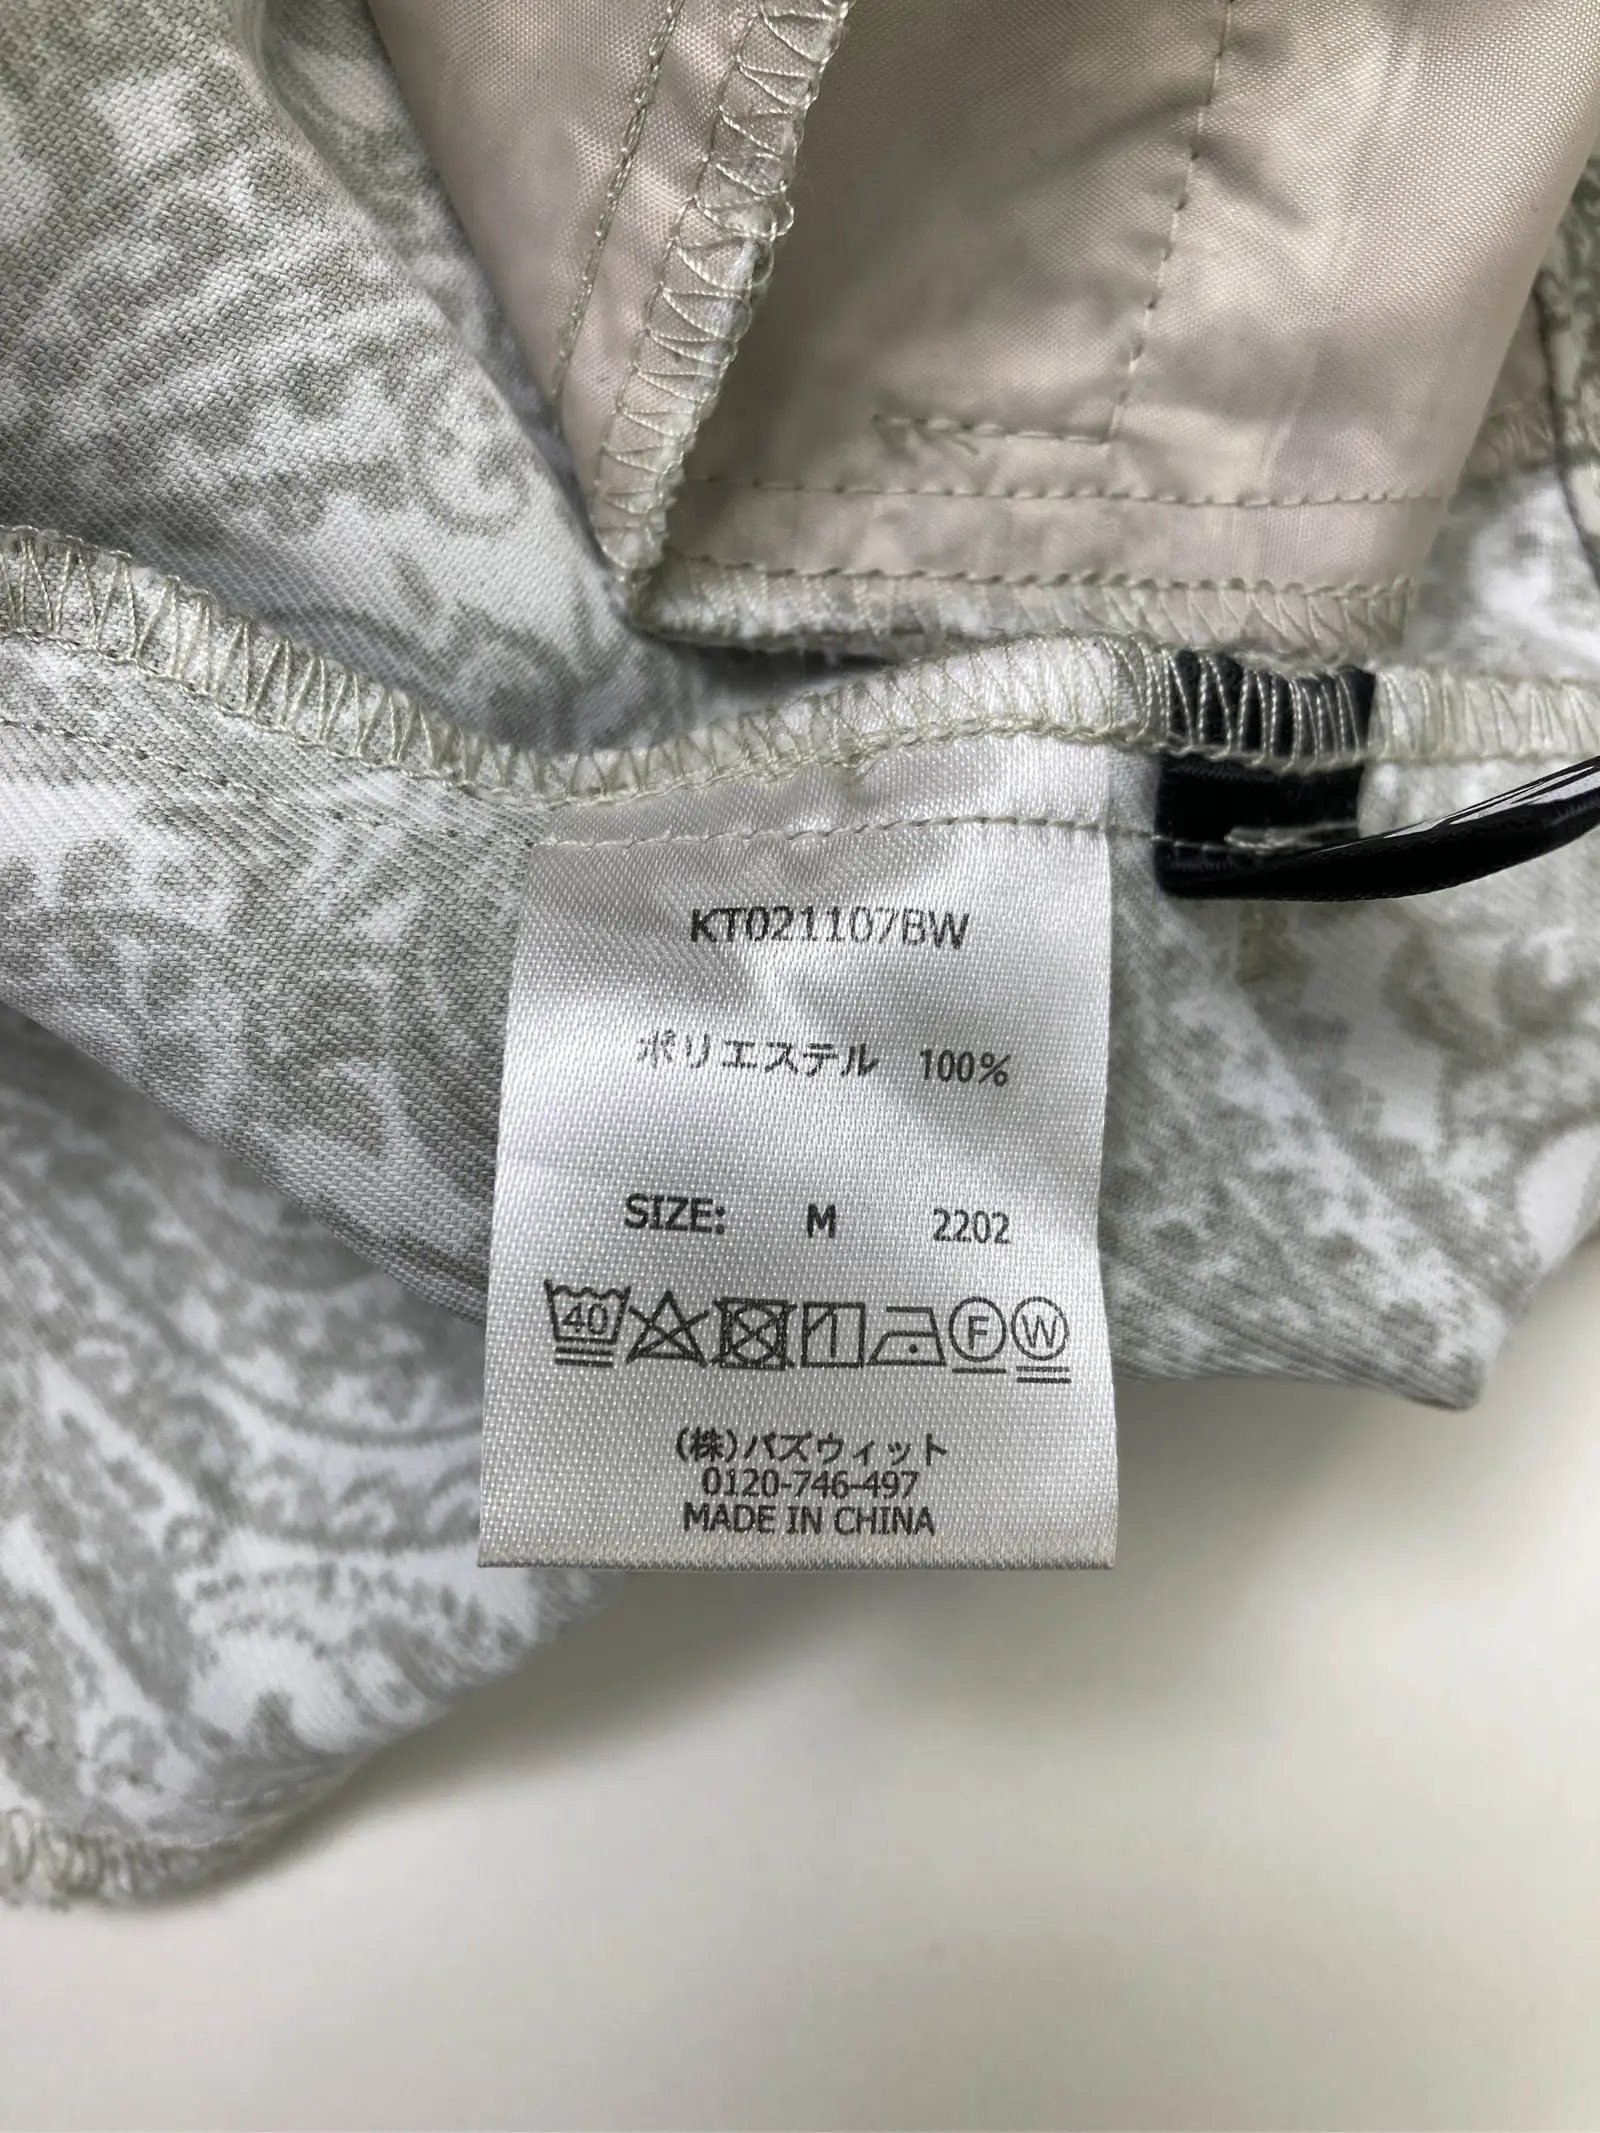 KT021107BW
ポリエステル 100%
SIZE: M 2202
40 F W
(株)バズウィット
0120-746-497
MADE IN CHINA